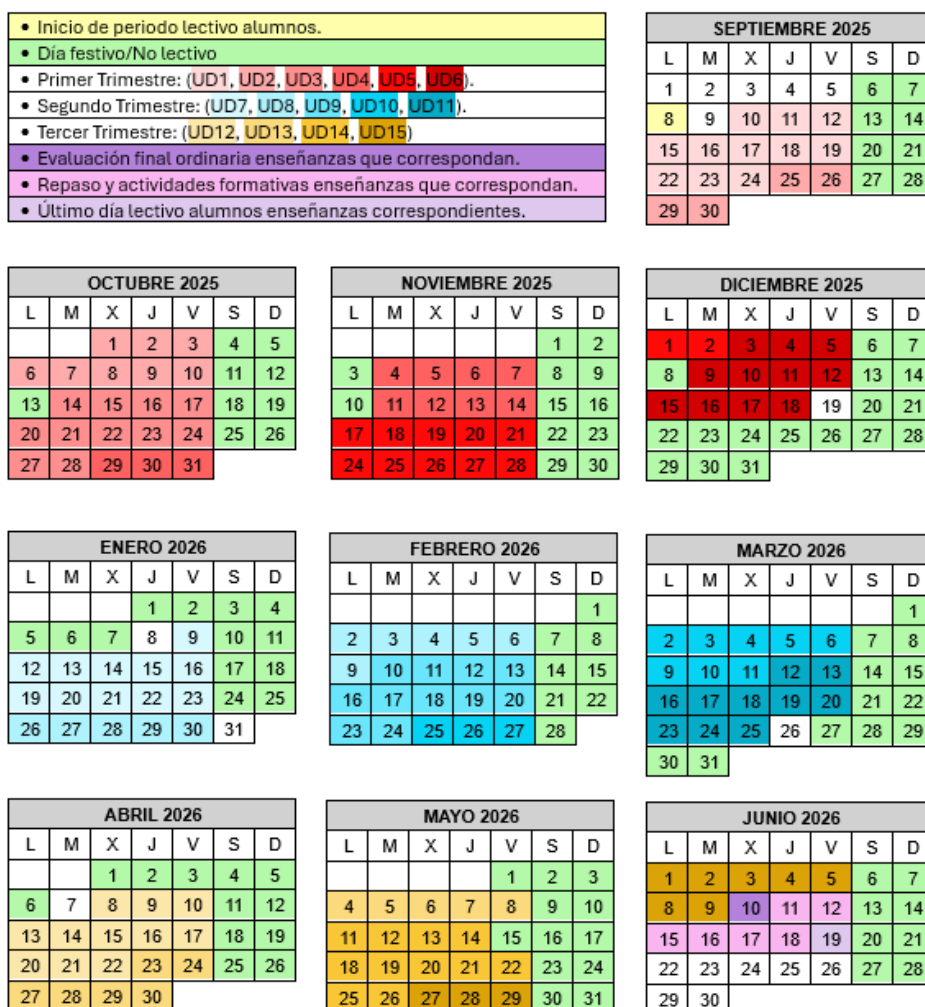 • Inicio de periodo lectivo alumnos.
• Día festivo/No lectivo
• Primer Trimestre: (UD1, UD2, UD3, UD4, UD5, UD6).
• Segundo Trimestre: (UD7, UD8, UD9, UD10, UD11).
• Tercer Trimestre: (UD12, UD13, UD14, UD15)
• Evaluación final ordinaria enseñanzas que correspondan.
• Repaso y actividades formativas enseñanzas que correspondan.
• Último día lectivo alumnos enseñanzas correspondientes.
SEPTIEMBRE 2025
L M X J V S D
1 2 3 4 5 6 7
8 9 10 11 12 13 14
15 16 17 18 19 20 21
22 23 24 25 26 27 28
29 30
OCTUBRE 2025
L M X J V S D
1 2 3 4 5
6 7 8 9 10 11 12
13 14 15 16 17 18 19
20 21 22 23 24 25 26
27 28 29 30 31
NOVIEMBRE 2025
L M X J V S D
1 2
3 4 5 6 7 8 9
10 11 12 13 14 15 16
17 18 19 20 21 22 23
24 25 26 27 28 29 30
DICIEMBRE 2025
L M X J V S D
1 2 3 4 5 6 7
8 9 10 11 12 13 14
15 16 17 18 19 20 21
22 23 24 25 26 27 28
29 30 31
ENERO 2026
L M X J V S D
1 2 3 4
5 6 7 8 9 10 11
12 13 14 15 16 17 18
19 20 21 22 23 24 25
26 27 28 29 30 31
FEBRERO 2026
L M X J V S D
1
2 3 4 5 6 7 8
9 10 11 12 13 14 15
16 17 18 19 20 21 22
23 24 25 26 27 28
MARZO 2026
L M X J V S D
1
2 3 4 5 6 7 8
9 10 11 12 13 14 15
16 17 18 19 20 21 22
23 24 25 26 27 28 29
30 31
ABRIL 2026
L M X J V S D
1 2 3 4 5
6 7 8 9 10 11 12
13 14 15 16 17 18 19
20 21 22 23 24 25 26
27 28 29 30
MAYO 2026
L M X J V S D
1 2 3
4 5 6 7 8 9 10
11 12 13 14 15 16 17
18 19 20 21 22 23 24
25 26 27 28 29 30 31
JUNIO 2026
L M X J V S D
1 2 3 4 5 6 7
8 9 10 11 12 13 14
15 16 17 18 19 20 21
22 23 24 25 26 27 28
29 30